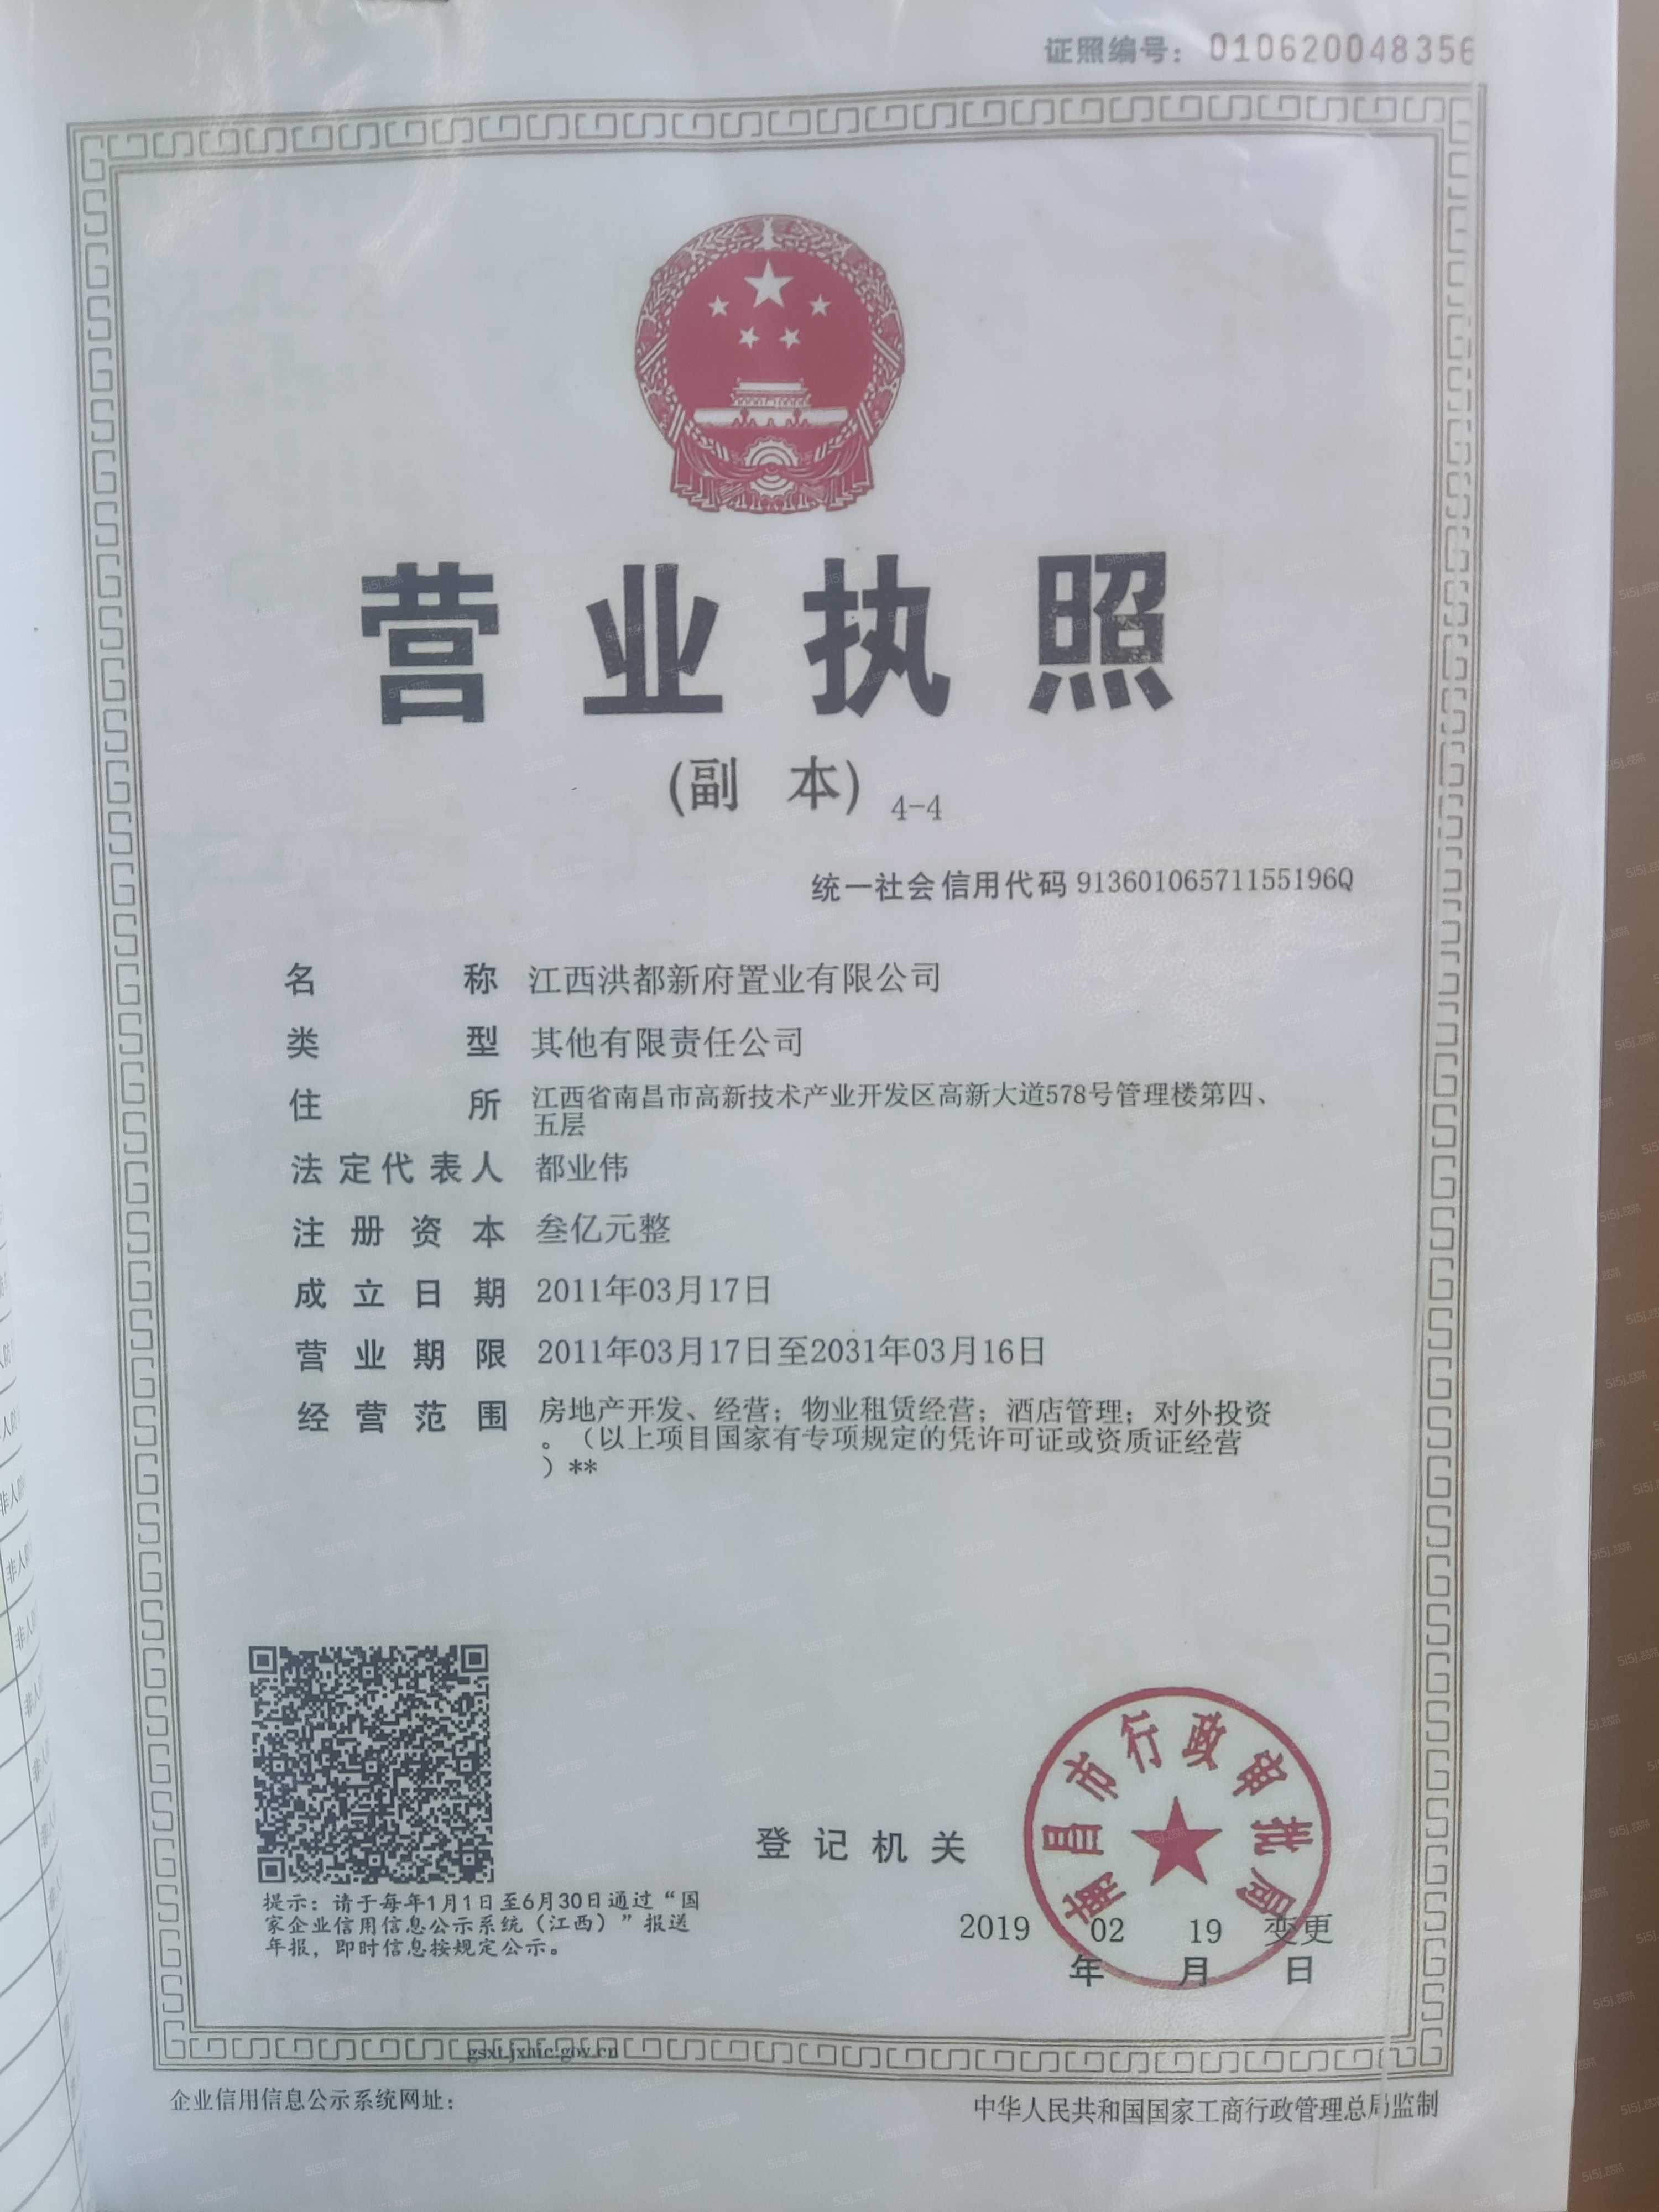 证照编号：010620048356
营业执照
(副 本) 4-4
统一社会信用代码 91360106571155196Q
名 称 江西洪都新府置业有限公司
类 型 其他有限责任公司
住 所 江西省南昌市高新技术产业开发区高新大道578号管理楼第四、
五层
法定代表人 都业伟
注册资本 叁亿元整
成立日期 2011年03月17日
营业期限 2011年03月17日至2031年03月16日
经营范围 房地产开发、经营；物业租赁经营；酒店管理；对外投资
。（以上项目国家有专项规定的凭许可证或资质证经营
）**
南昌市行政审批局
登记机关
提示：请于每年1月1日至6月30日通过“国
家企业信用信息公示系统（江西）”报送
年报，即时信息按规定公示。
2019 02 19 变更
年 月 日
gsxt.jxaic.gov.cn
企业信用信息公示系统网址：
中华人民共和国国家工商行政管理总局监制